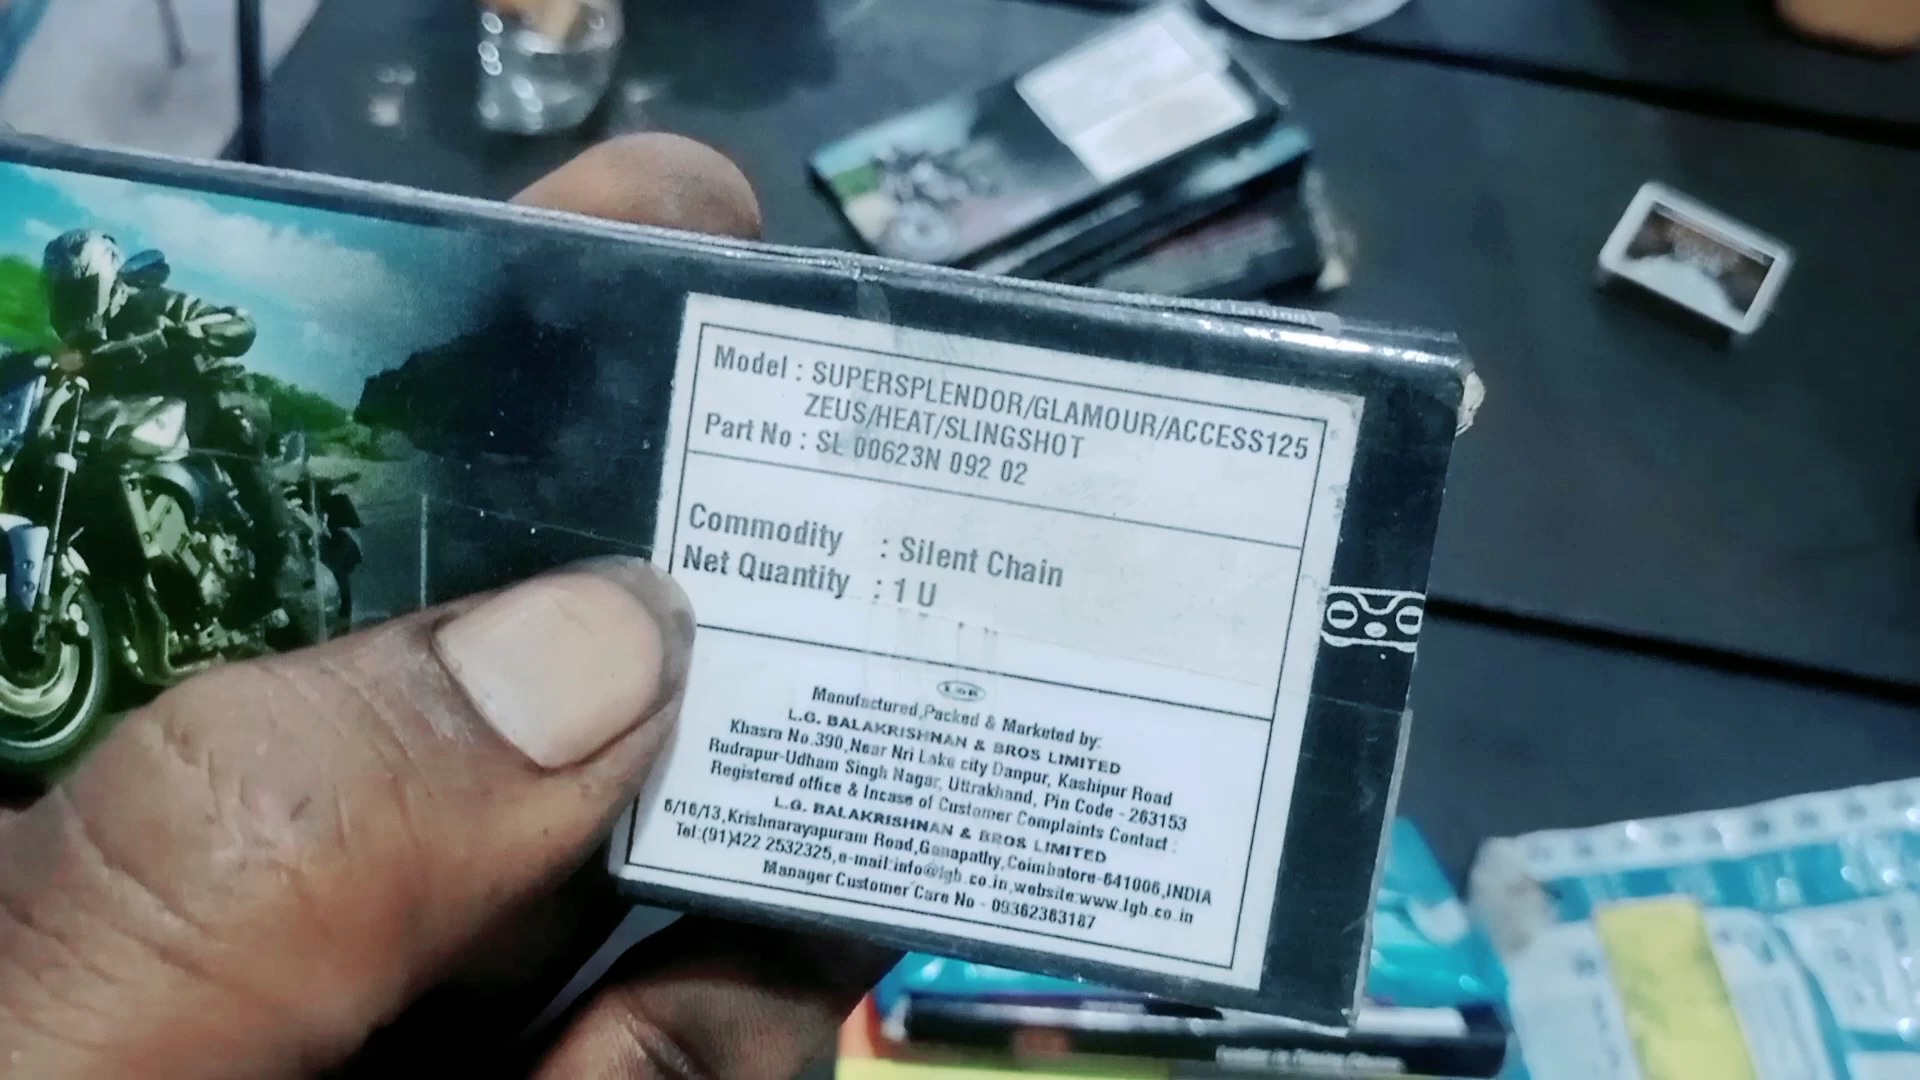 Model : SUPERSPLENDOR/GLAMOUR/ACCESS125
ZEUS/HEAT/SLINGSHOT
Part No : SL 00623N 092 02
Commodity : Silent Chain
Net Quantity : 1 U
LGB
Manufactured,Packed & Marketed by:
L.G. BALAKRISHNAN & BROS LIMITED
Khasra No.390,Near Nri Lake city Danpur, Kashipur Road
Rudrapur-Udham Singh Nagar, Uttrakhand, Pin Code - 263153
Registered office & Incase of Customer Complaints Contact :
L.G. BALAKRISHNAN & BROS LIMITED
6/16/13,Krishnarayapuram Road,Ganapathy,Coimbatore-641006,INDIA
Tel:(91)422 2532325,e-mail:info@lgb.co.in,website:www.lgb.co.in
Manager Customer Care No - 09362383187